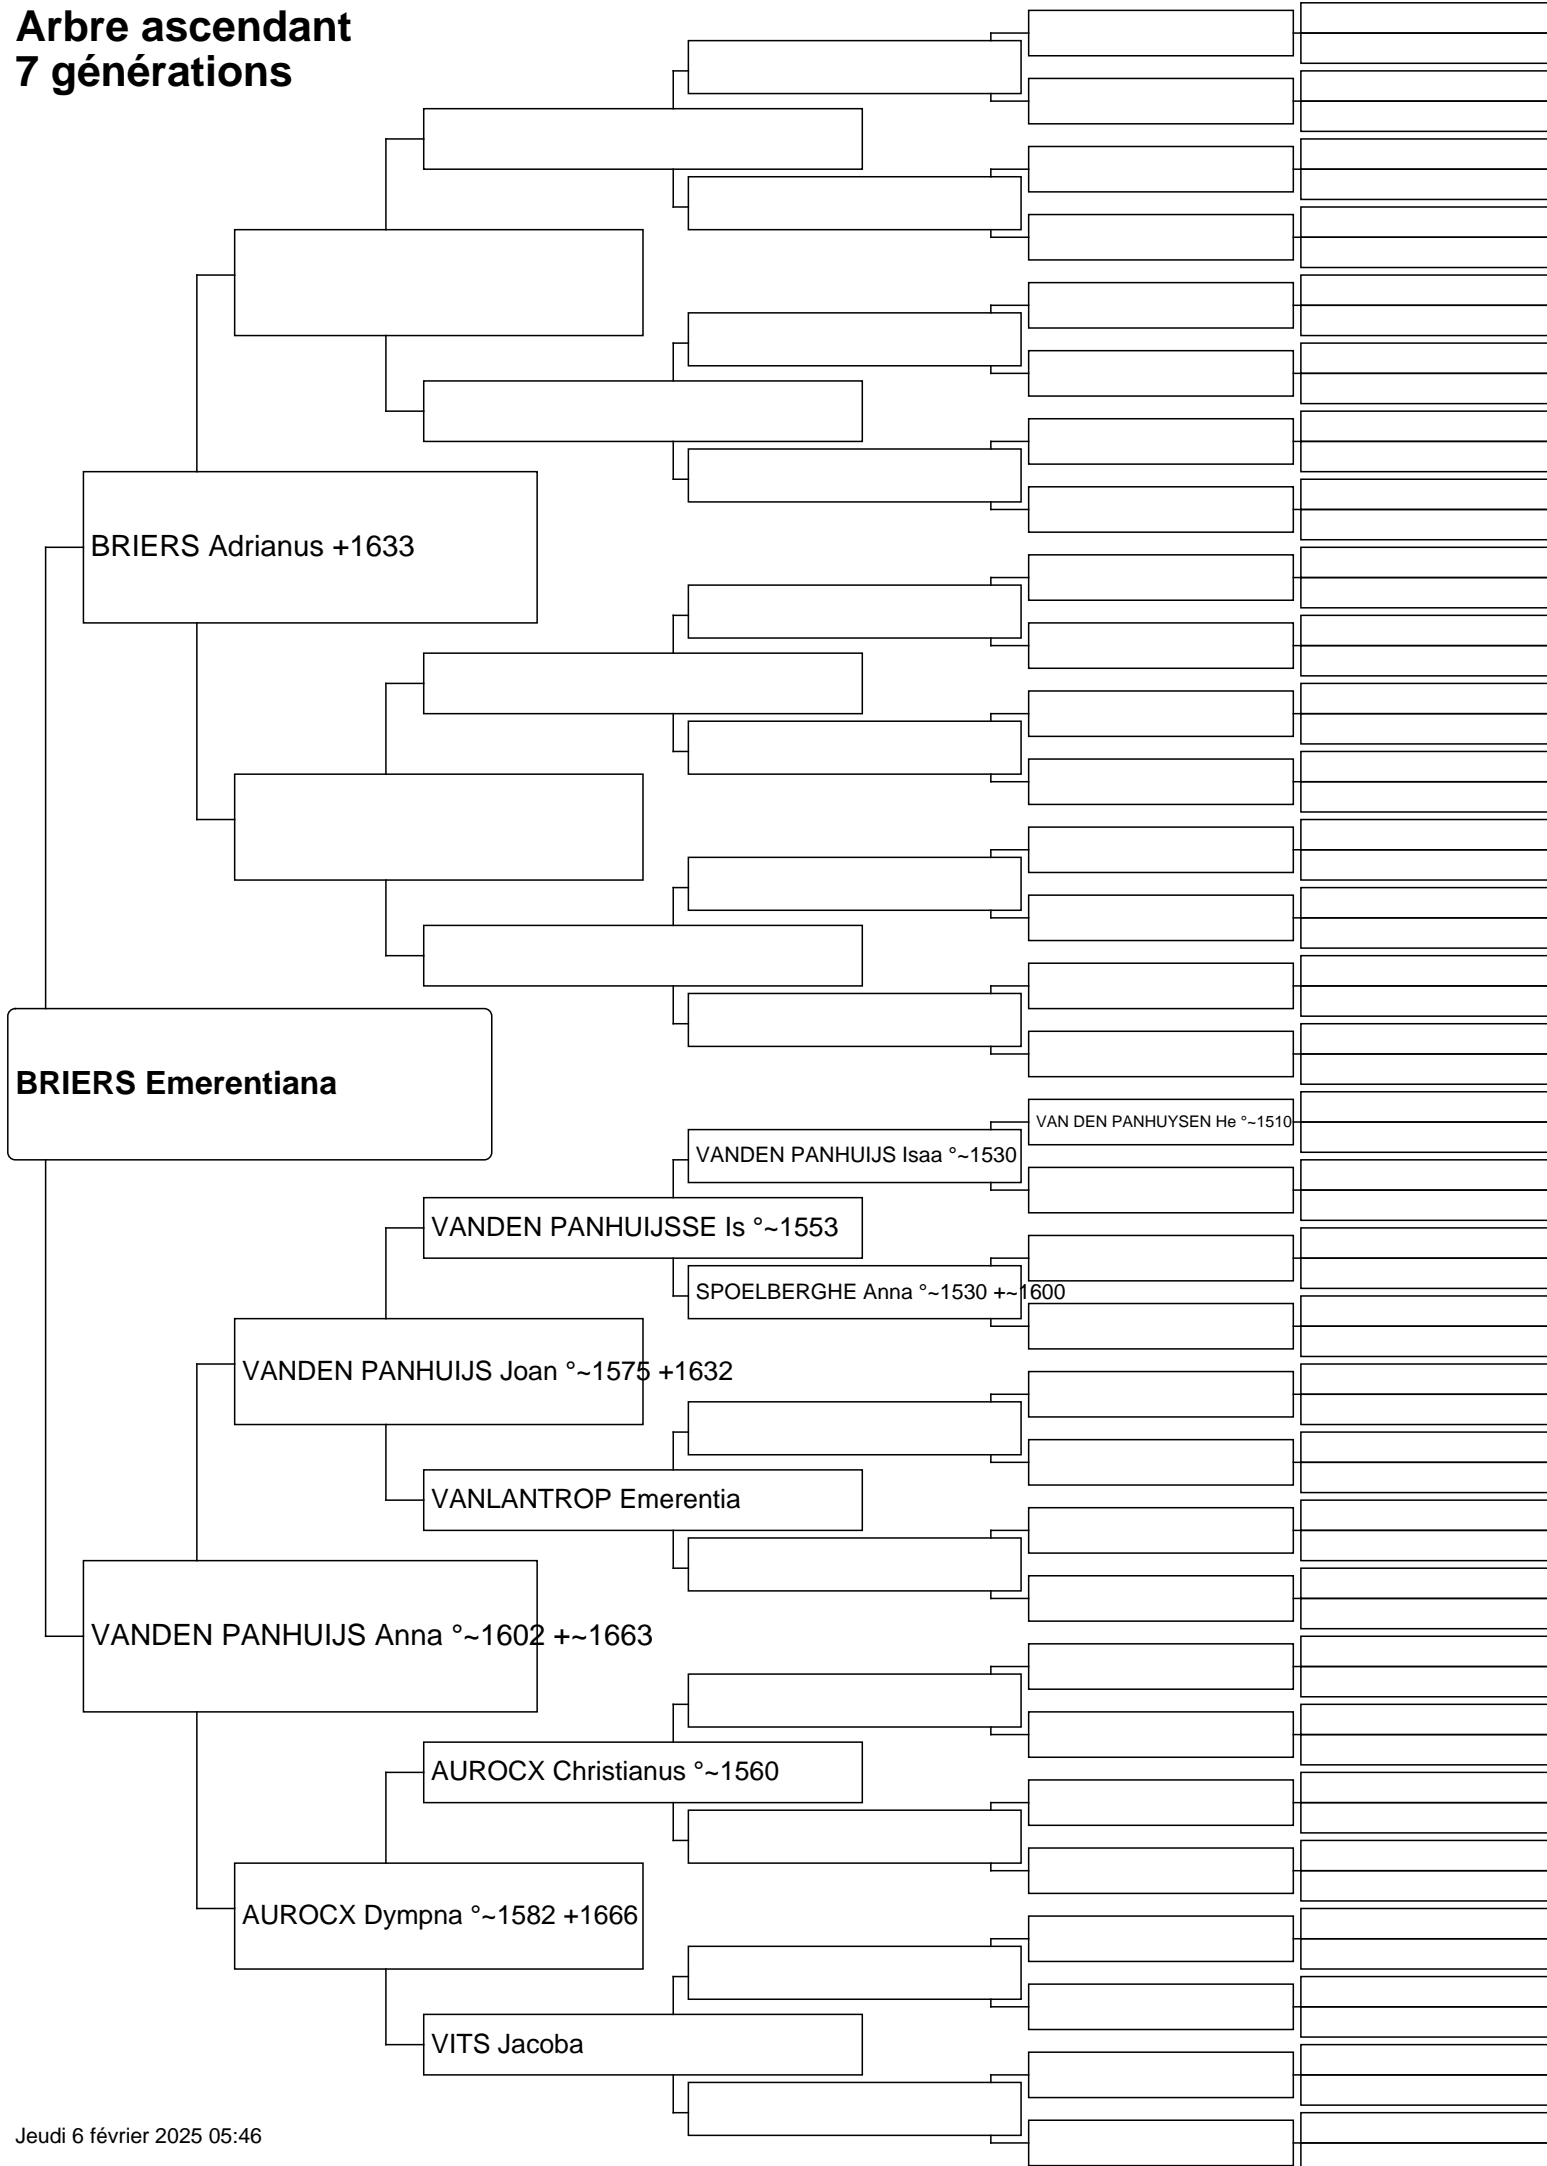 Arbre ascendant
7 générations
BRIERS Adrianus +1633
BRIERS Emerentiana
VAN DEN PANHUYSEN He °~1510
VANDEN PANHUIJS Isaa °~1530
VANDEN PANHUIJSSE Is °~1553
SPOELBERGHE Anna °~1530 +~1600
VANDEN PANHUIJS Joan °~1575 +1632
VANLANTROP Emerentia
VANDEN PANHUIJS Anna °~1602 +~1663
AUROCX Christianus °~1560
AUROCX Dympna °~1582 +1666
VITS Jacoba
Jeudi 6 février 2025 05:46